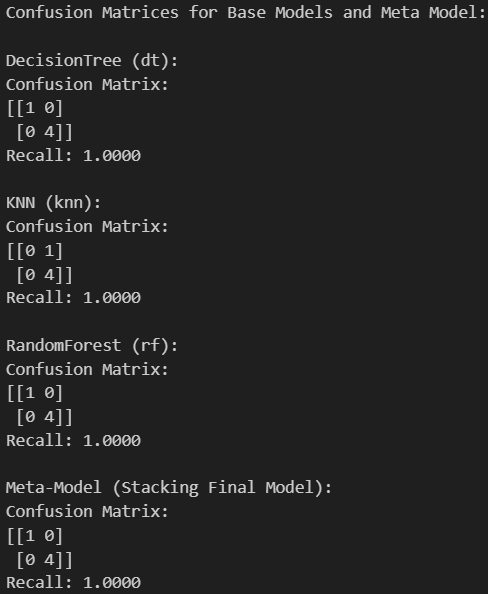 Confusion Matrices for Base Models and Meta Model:
DecisionTree (dt):
Confusion Matrix:
[[1 0]
 [0 4]]
Recall: 1.0000
KNN (knn):
Confusion Matrix:
[[0 1]
 [0 4]]
Recall: 1.0000
RandomForest (rf):
Confusion Matrix:
[[1 0]
 [0 4]]
Recall: 1.0000
Meta-Model (Stacking Final Model):
Confusion Matrix:
[[1 0]
 [0 4]]
Recall: 1.0000